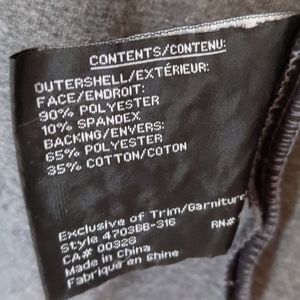 CONTENTS/CONTENU:
OUTERSHELL/EXTÉRIEUR:
FACE/ENDROIT:
90% POLYESTER
10% SPANDEX
BACKING/ENVERS:
65% POLYESTER
35% COTTON/COTON
Exclusive of Trim/Garniture
Style 4703BB-316 RN#
CA# 00328
Made in China
Fabriqué en Chine